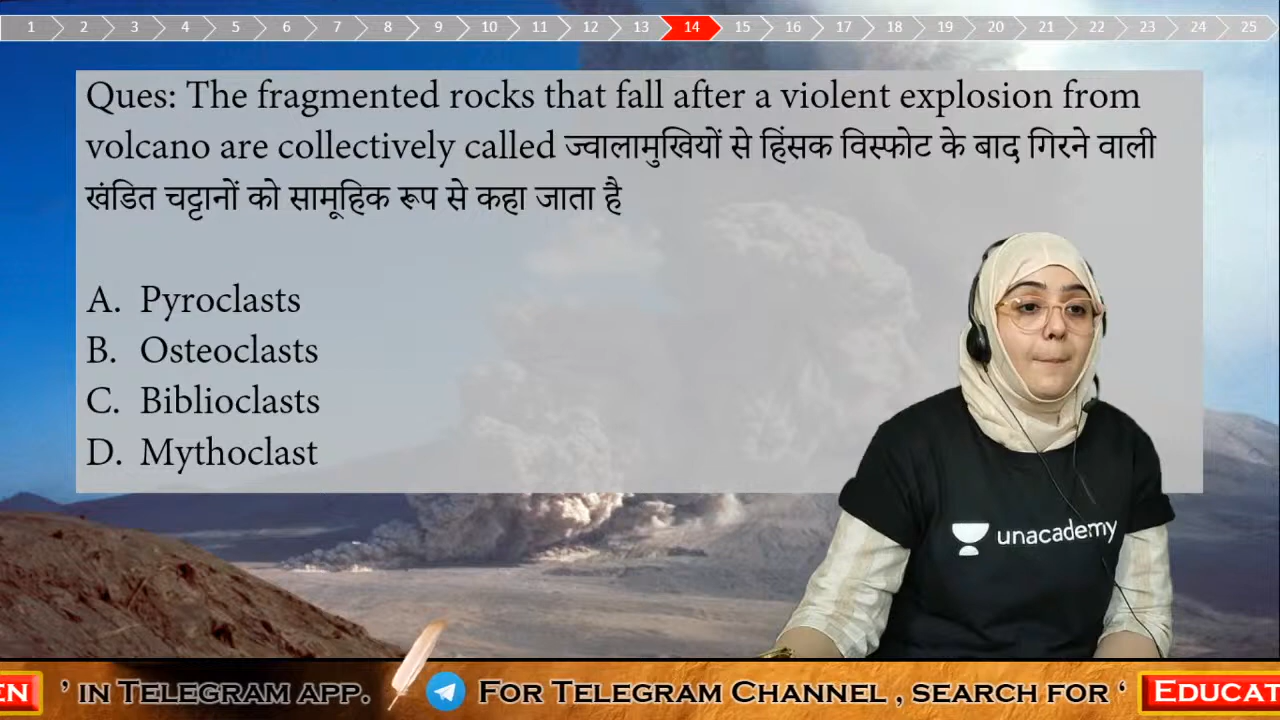 1 2 3 4 5 6 7 8 9 10 11 12 13 14 15 16 17 18 19 20 21 22 23 24 25
Ques: The fragmented rocks that fall after a violent explosion from
volcano are collectively called ज्वालामुखियों से हिंसक विस्फोट के बाद गिरने वाली
खंडित चट्टानों को सामूहिक रूप से कहा जाता है
A. Pyroclasts
B. Osteoclasts
C. Biblioclasts
D. Mythoclast
unacademy
EN ’ IN TELEGRAM APP. FOR TELEGRAM CHANNEL , SEARCH FOR ‘ EDUCAT